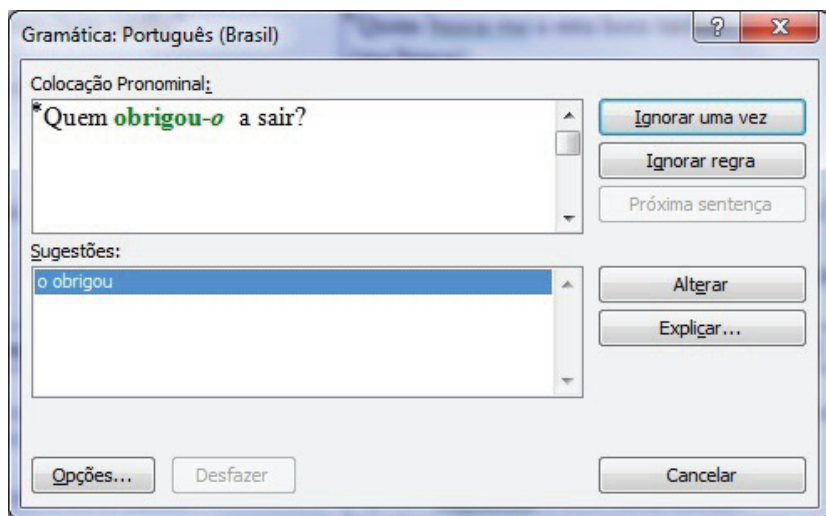 Gramática: Português (Brasil)
Colocação Pronominal:
*Quem obrigou-o a sair?
Ignorar uma vez
Ignorar regra
Próxima sentença
Sugestões:
o obrigou
Alterar
Explicar...
Opções...
Desfazer
Cancelar